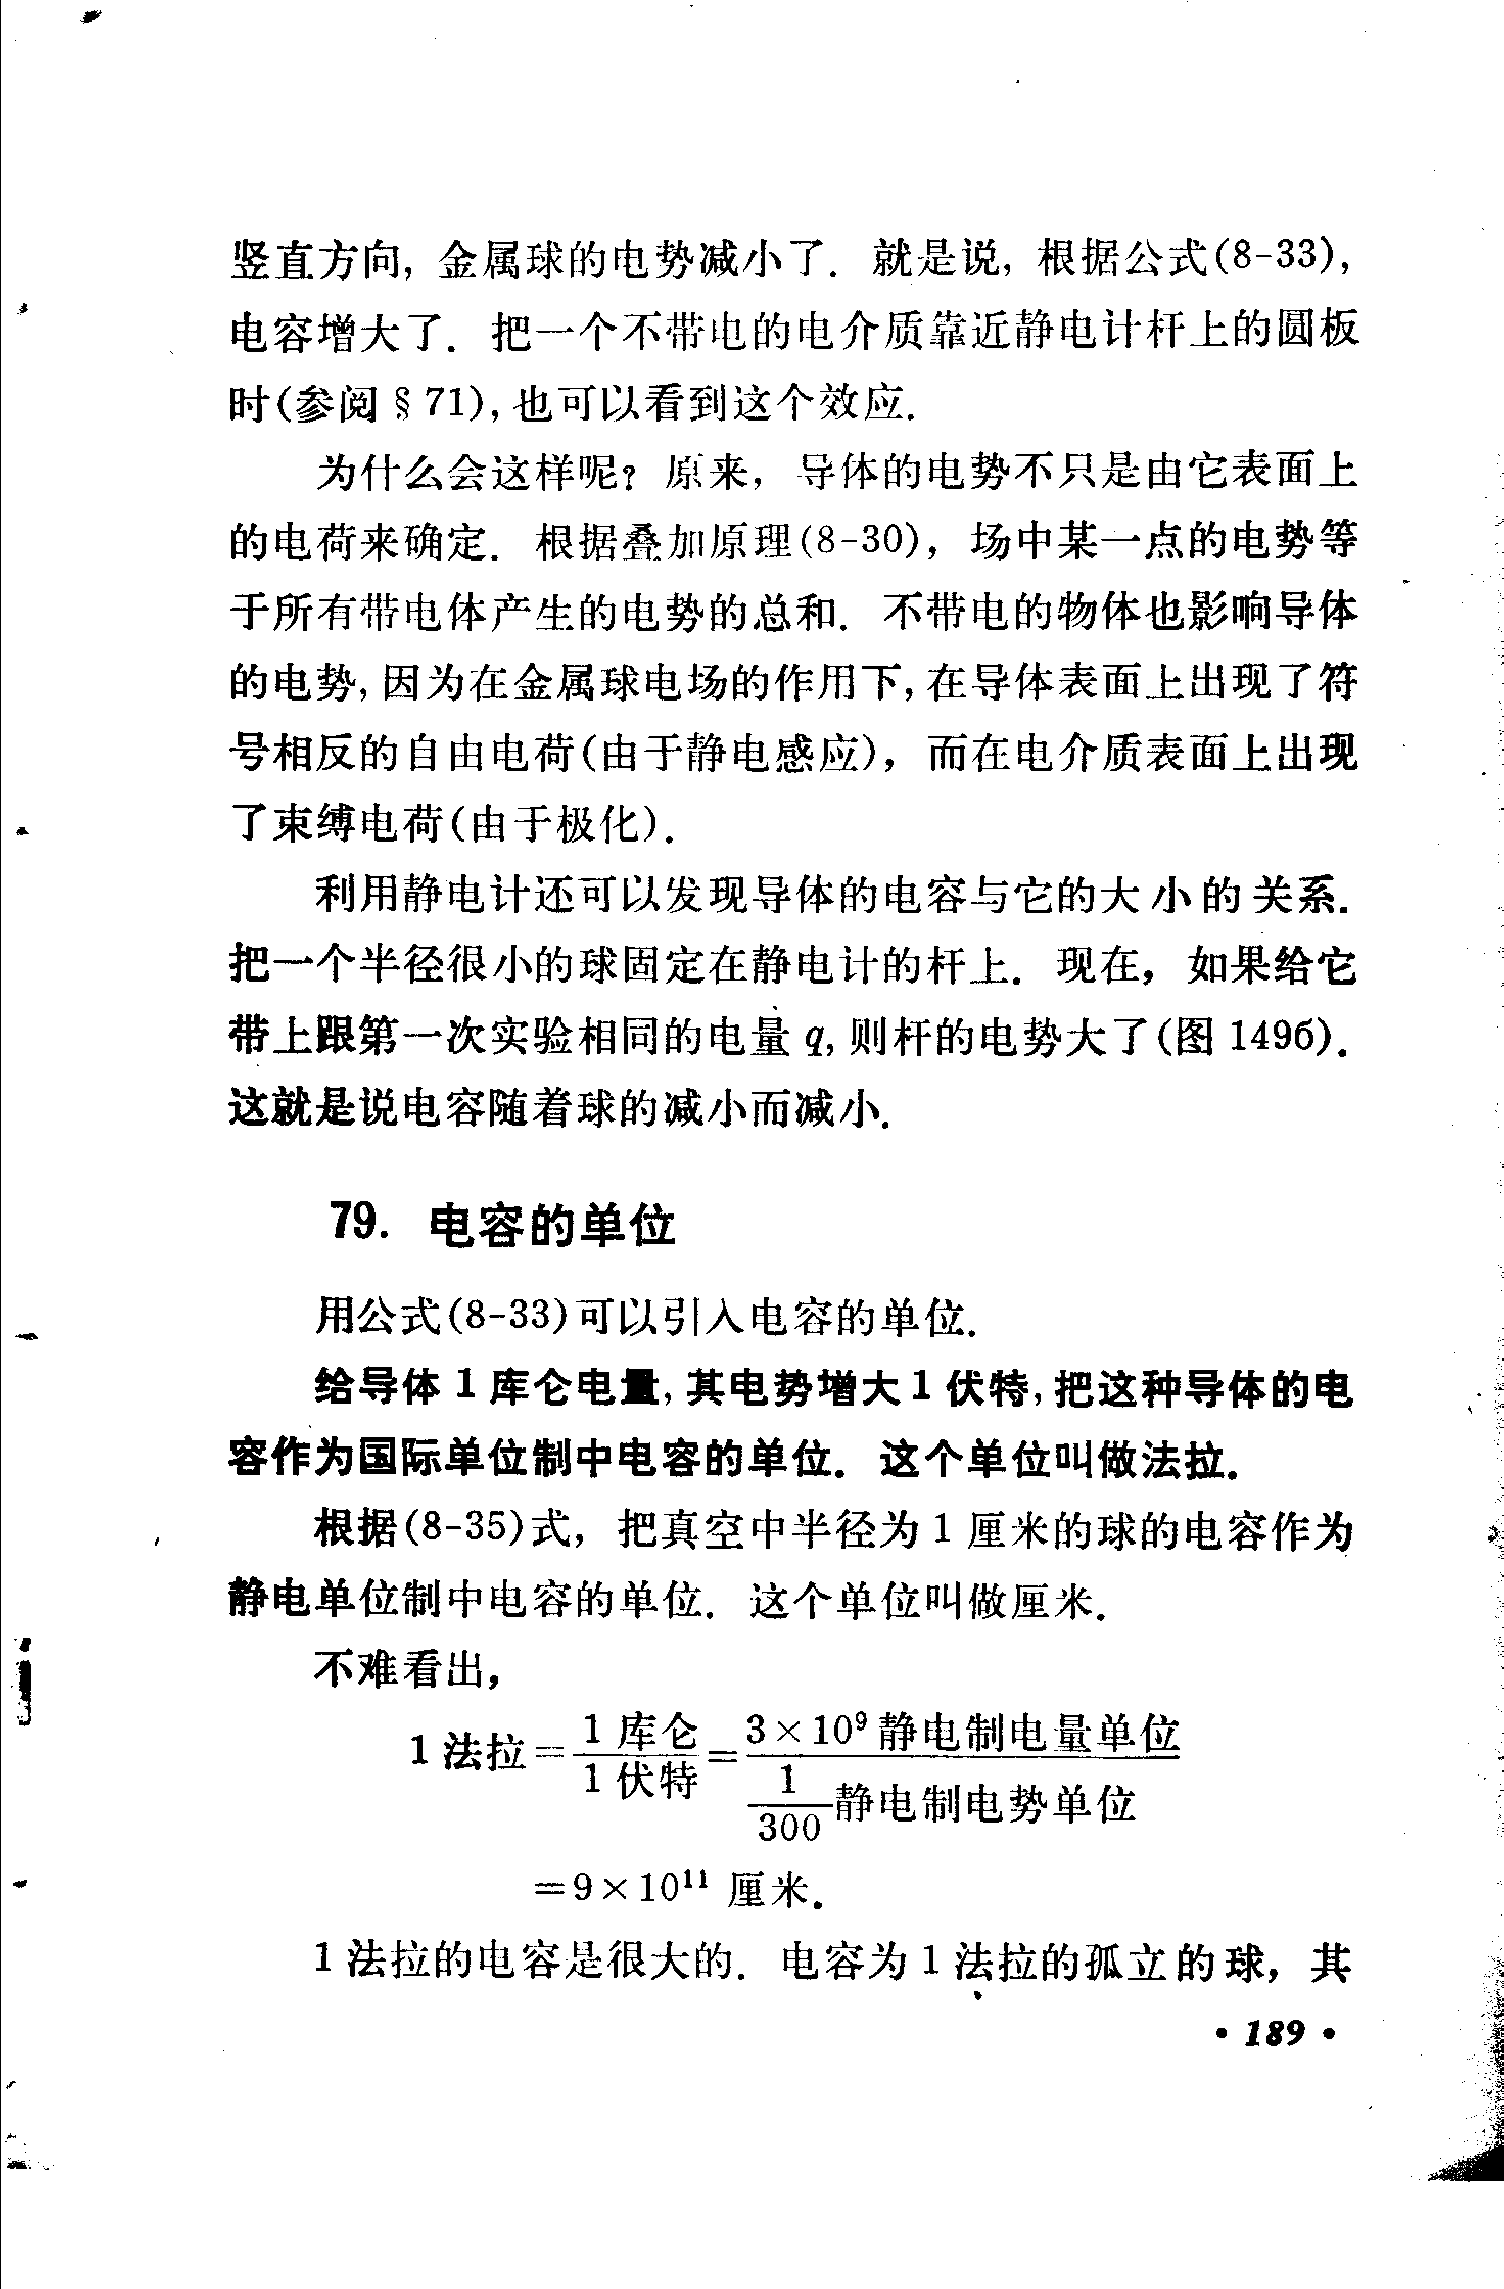 竖直方向, 金属球的电势减小了. 就是说, 根据公式(8-33),
电容增大了. 把一个不带电的电介质靠近静电计杆上的圆板
时(参阅 § 71), 也可以看到这个效应.
为什么会这样呢? 原来, 导体的电势不只是由它表面上
的电荷来确定. 根据叠加原理(8-30), 场中某一点的电势等
于所有带电体产生的电势的总和. 不带电的物体也影响导体
的电势, 因为在金属球电场的作用下, 在导体表面上出现了符
号相反的自由电荷(由于静电感应), 而在电介质表面上出现
了束缚电荷(由于极化).
利用静电计还可以发现导体的电容与它的大小的关系.
把一个半径很小的球固定在静电计的杆上. 现在, 如果给它
带上跟第一次实验相同的电量 q, 则杆的电势大了(图 149б).
这就是说电容随着球的减小而减小.
79. 电容的单位
用公式(8-33)可以引入电容的单位.
给导体 1 库仑电量, 其电势增大 1 伏特, 把这种导体的电
容作为国际单位制中电容的单位. 这个单位叫做法拉.
根据(8-35)式, 把真空中半径为 1 厘米的球的电容作为
静电单位制中电容的单位. 这个单位叫做厘米.
不难看出,
1 法拉 = 1 库仑 / 1 伏特 = 3×10⁹ 静电制电量单位 / (1/300) 静电制电势单位
=9×10¹¹ 厘米.
1 法拉的电容是很大的. 电容为 1 法拉的孤立的球, 其
• 189 •